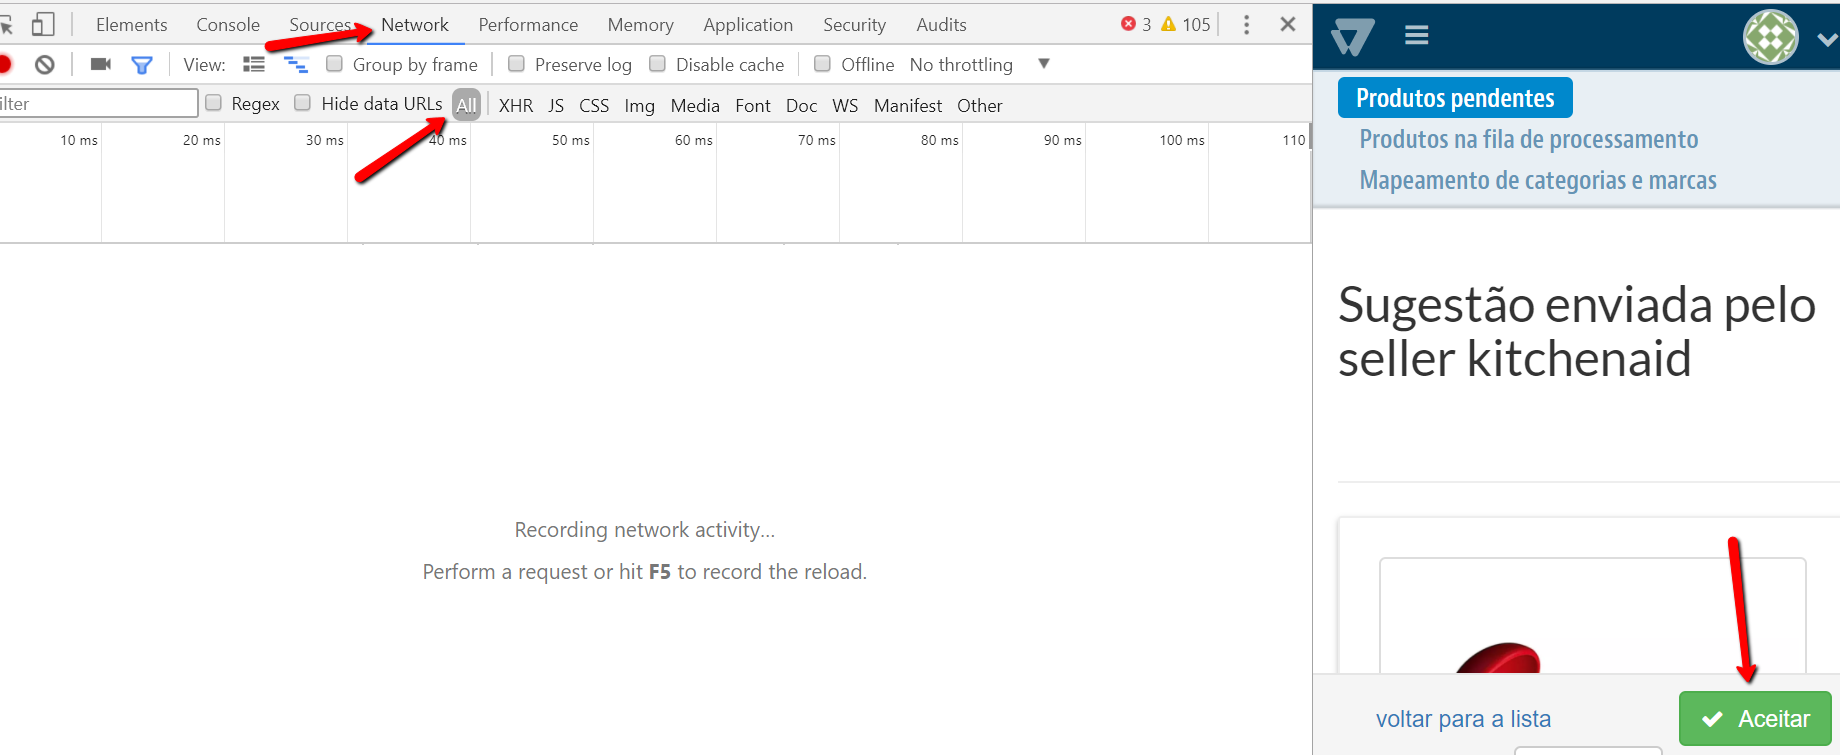 Elements Console Sources Network Performance Memory Application Security Audits 3 105
View: Group by frame Preserve log Disable cache Offline No throttling
ilter Regex Hide data URLs All XHR JS CSS Img Media Font Doc WS Manifest Other
10 ms 20 ms 30 ms 40 ms 50 ms 60 ms 70 ms 80 ms 90 ms 100 ms 110
Recording network activity...
Perform a request or hit F5 to record the reload.
Produtos pendentes
Produtos na fila de processamento
Mapeamento de categorias e marcas
Sugestão enviada pelo
seller kitchenaid
voltar para a lista
Aceitar